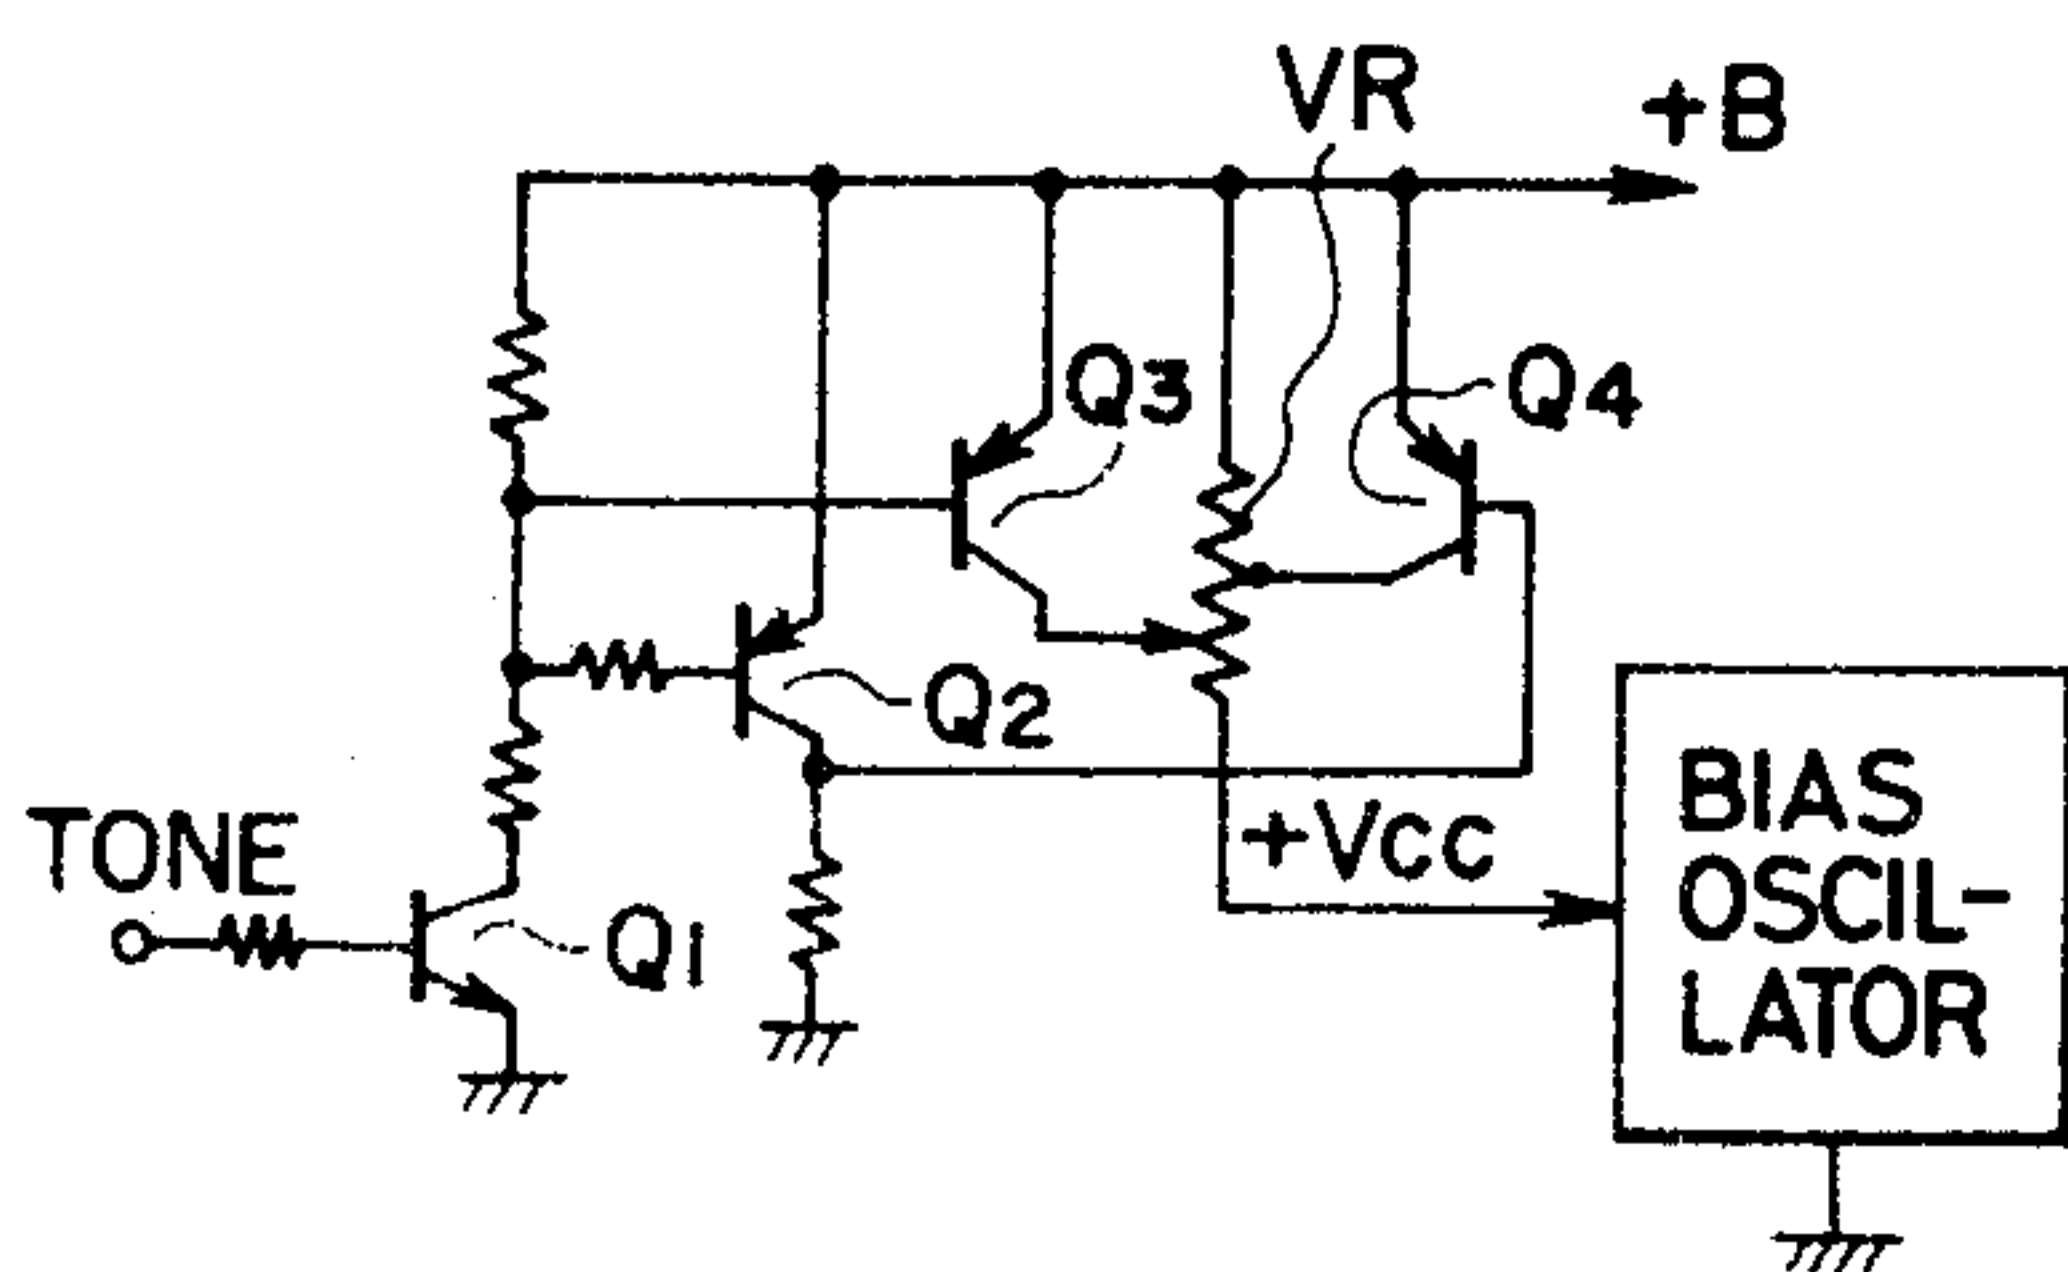 VR
+B
Q3
Q4
Q2
TONE
Q1
+VCC
BIAS
OSCIL-
LATOR